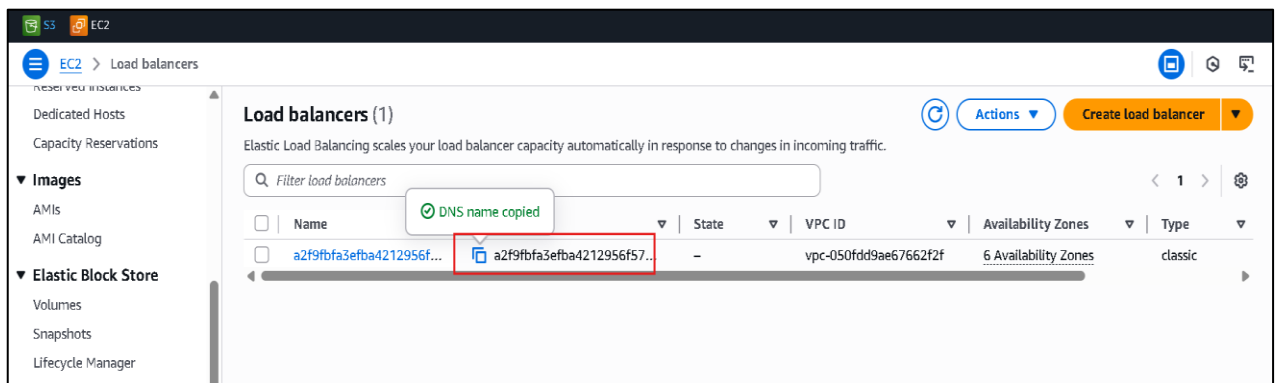 S3 EC2
EC2 > Load balancers
Reserved Instances
Dedicated Hosts
Capacity Reservations
Images
AMIs
AMI Catalog
Elastic Block Store
Volumes
Snapshots
Lifecycle Manager
Load balancers (1)
Actions
Create load balancer
Elastic Load Balancing scales your load balancer capacity automatically in response to changes in incoming traffic.
Filter load balancers
< 1 >
DNS name copied
Name State VPC ID Availability Zones Type
a2f9fbfa3efba4212956f... a2f9fbfa3efba4212956f57... – vpc-050fdd9ae67662f2f 6 Availability Zones classic